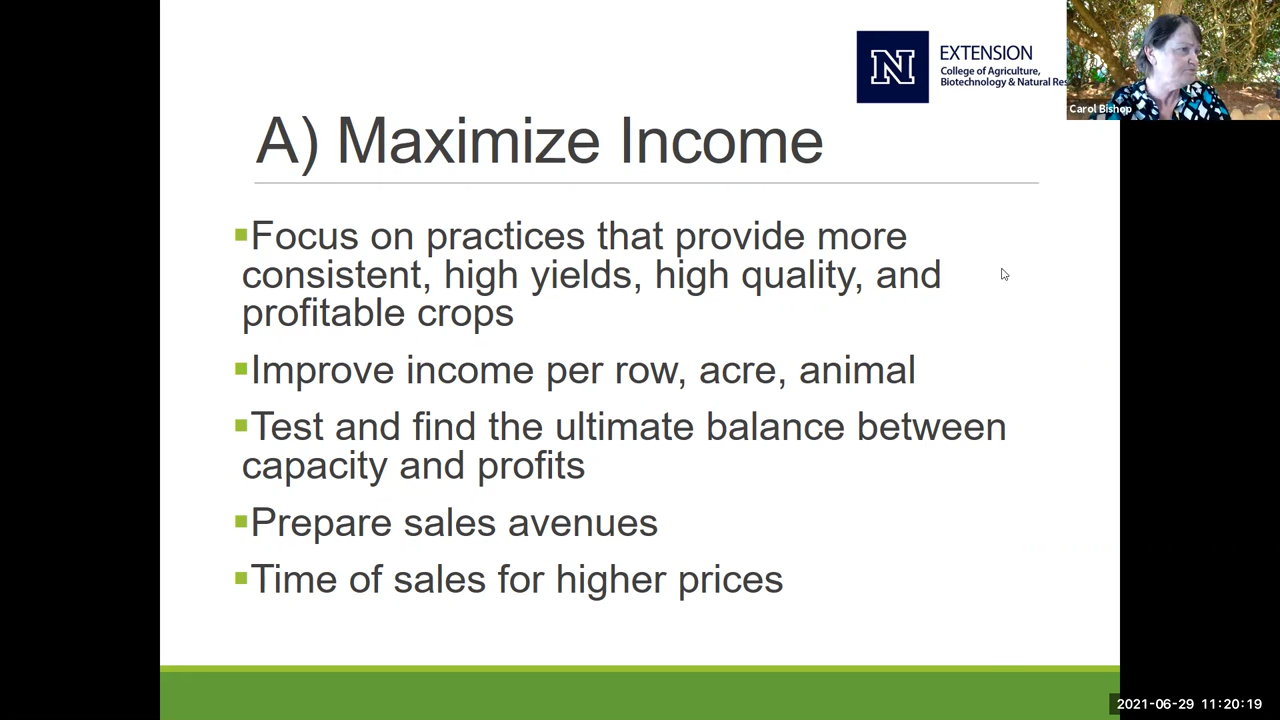 N
EXTENSION
College of Agriculture,
Biotechnology & Natural Res
Carol Bishop
A) Maximize Income
Focus on practices that provide more
consistent, high yields, high quality, and
profitable crops
Improve income per row, acre, animal
Test and find the ultimate balance between
capacity and profits
Prepare sales avenues
Time of sales for higher prices
2021-06-29 11:20:19